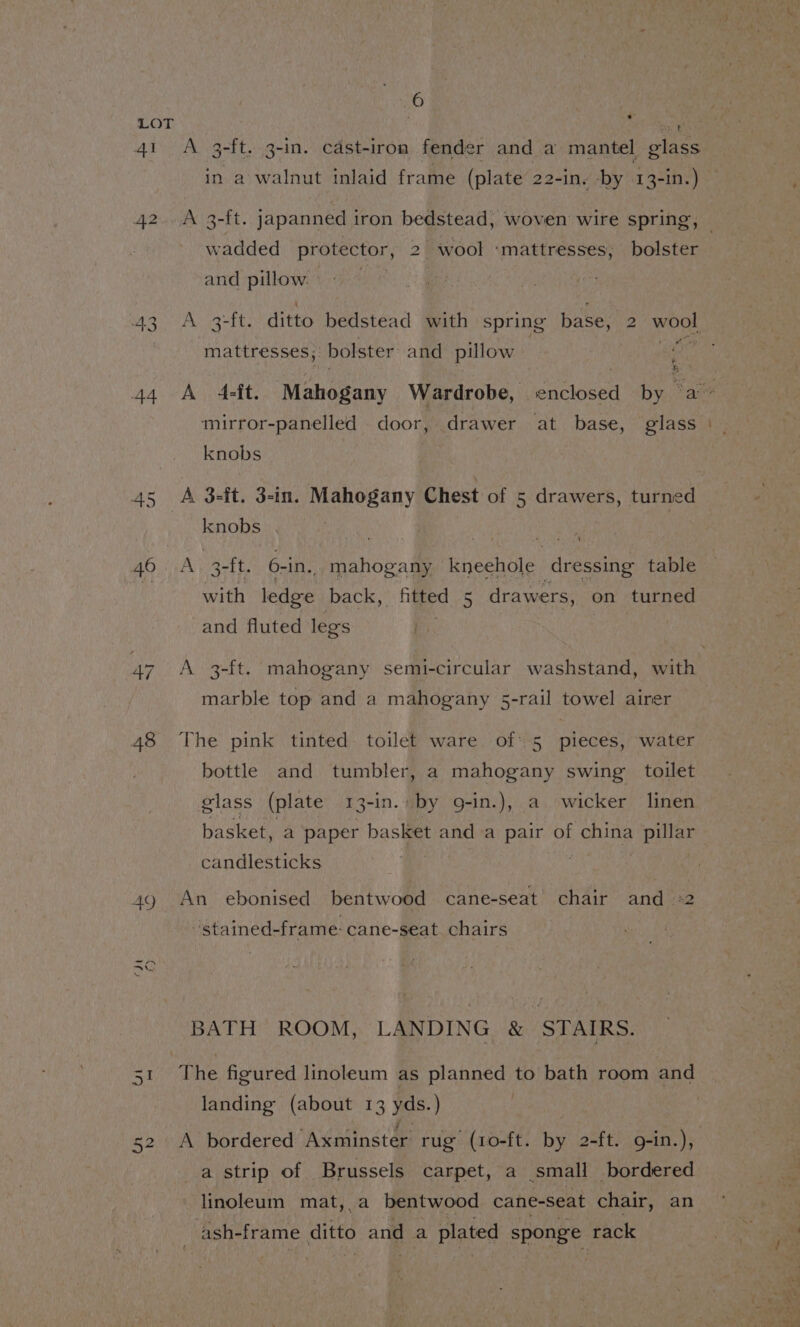 6
LOT
41 A 3-ft. 3-in. cast-iron fender and a mantel glass
in a walnut inlaid frame (plate 22-in. by 13-in.)
42 A 3-ft. japanned iron bedstead, woven wire spring,
wadded protector, 2 wool mattresses, bolster
and pillow
43 A 3-ft. ditto bedstead with spring base, 2 wool
mattresses, bolster and pillow
44 A 4-ft. Mahogany Wardrobe, enclosed by a
mirror-panelled door, drawer at base, glass
knobs
45 A 3-ft. 3-in. Mahogany Chest of 5 drawers, turned
knobs
46 A 3-ft. 6-in. mahogany kneehole dressing table
with ledge back, fitted 5 drawers, on turned
and fluted legs
47 A 3-ft. mahogany semi-circular washstand, with
marble top and a mahogany 5-rail towel airer
48 The pink tinted toilet ware of 5 pieces, water
bottle and tumbler, a mahogany swing toilet
glass (plate 13-in. by 9-in.), a wicker linen
basket, a paper basket and a pair of china pillar
candlesticks
49 An ebonised bentwood cane-seat chair and 2
stained-frame cane-seat chairs
50
BATH ROOM, LANDING & STAIRS.
51 The figured linoleum as planned to bath room and
landing (about 13 yds.)
52 A bordered Axminster rug (10-ft. by 2-ft. 9-in.),
a strip of Brussels carpet, a small bordered
linoleum mat, a bentwood cane-seat chair, an
ash-frame ditto and a plated sponge rack